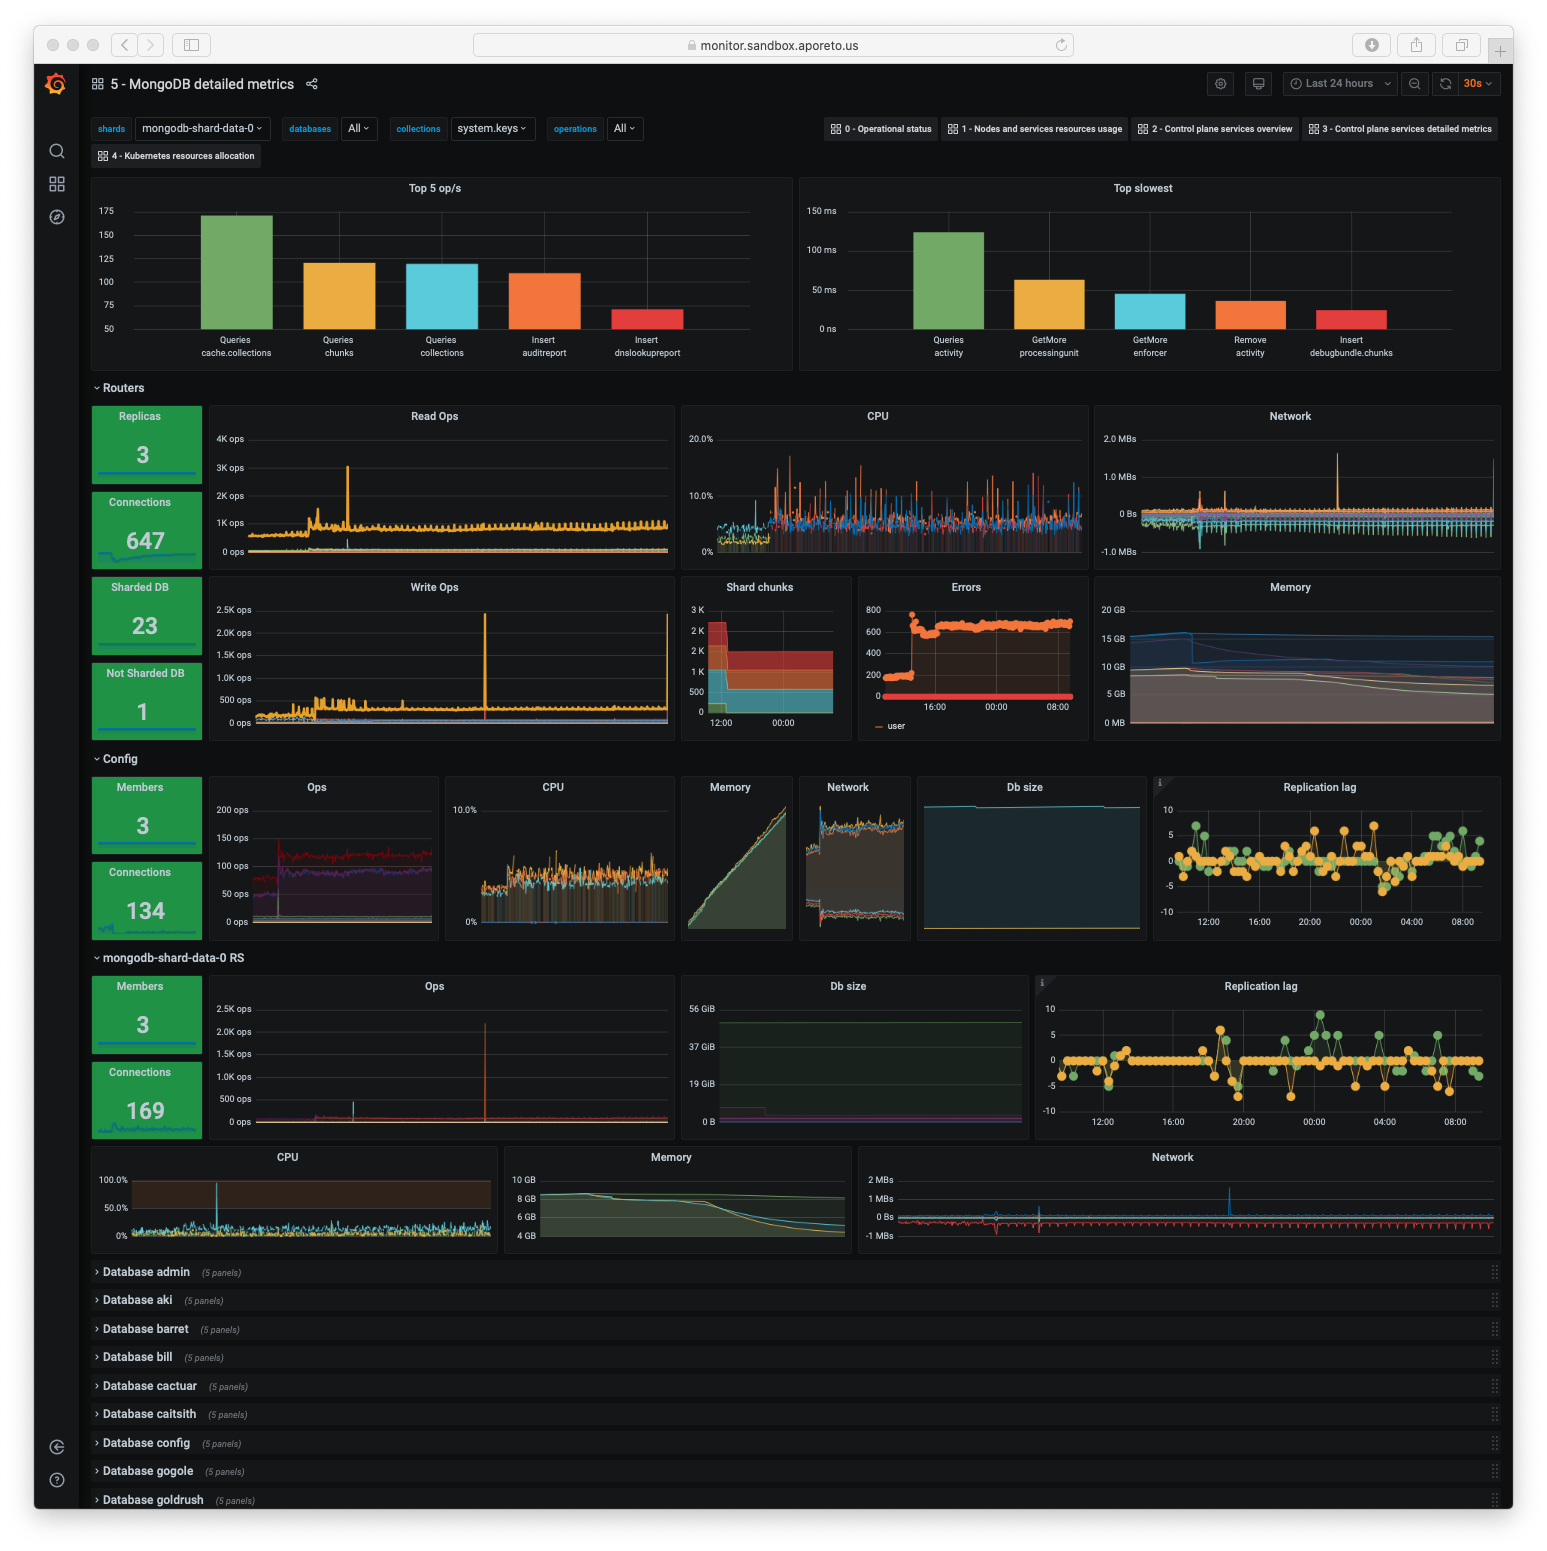 monitor.sandbox.aporeto.us
5 - MongoDB detailed metrics
Last 24 hours
30s
shards mongodb-shard-data-0 databases All collections system.keys operations All
0 - Operational status 1 - Nodes and services resources usage 2 - Control plane services overview 3 - Control plane services detailed metrics
4 - Kubernetes resources allocation
Top 5 op/s
175
150
125
100
75
50
Queries cache.collections
Queries chunks
Queries collections
Insert auditreport
Insert dnslookupreport
Top slowest
150 ms
100 ms
50 ms
0 ns
Queries activity
GetMore processingunit
GetMore enforcer
Remove activity
Insert debugbundle.chunks
Routers
Replicas
3
Connections
647
Read Ops
4K ops
3K ops
2K ops
1K ops
0 ops
CPU
20.0%
10.0%
0%
Network
2.0 MBs
1.0 MBs
0 Bs
-1.0 MBs
Sharded DB
23
Not Sharded DB
1
Write Ops
2.5K ops
2.0K ops
1.5K ops
1.0K ops
500 ops
0 ops
Shard chunks
3 K
2 K
2 K
1 K
500
0
12:00 00:00
Errors
800
600
400
200
0
16:00 00:00 08:00
user
Memory
20 GB
15 GB
10 GB
5 GB
0 MB
Config
Members
3
Connections
134
Ops
200 ops
150 ops
100 ops
50 ops
0 ops
CPU
10.0%
0%
Memory
Network
Db size
Replication lag
10
5
0
-5
-10
12:00 16:00 20:00 00:00 04:00 08:00
mongodb-shard-data-0 RS
Members
3
Connections
169
Ops
2.5K ops
2.0K ops
1.5K ops
1.0K ops
500 ops
0 ops
Db size
56 GiB
37 GiB
19 GiB
0 B
Replication lag
10
5
0
-5
-10
12:00 16:00 20:00 00:00 04:00 08:00
CPU
100.0%
50.0%
0%
Memory
10 GB
8 GB
6 GB
4 GB
Network
2 MBs
1 MBs
0 Bs
-1 MBs
Database admin (5 panels)
Database aki (5 panels)
Database barret (5 panels)
Database bill (5 panels)
Database cactuar (5 panels)
Database caitsith (5 panels)
Database config (5 panels)
Database gogole (5 panels)
Database goldrush (5 panels)